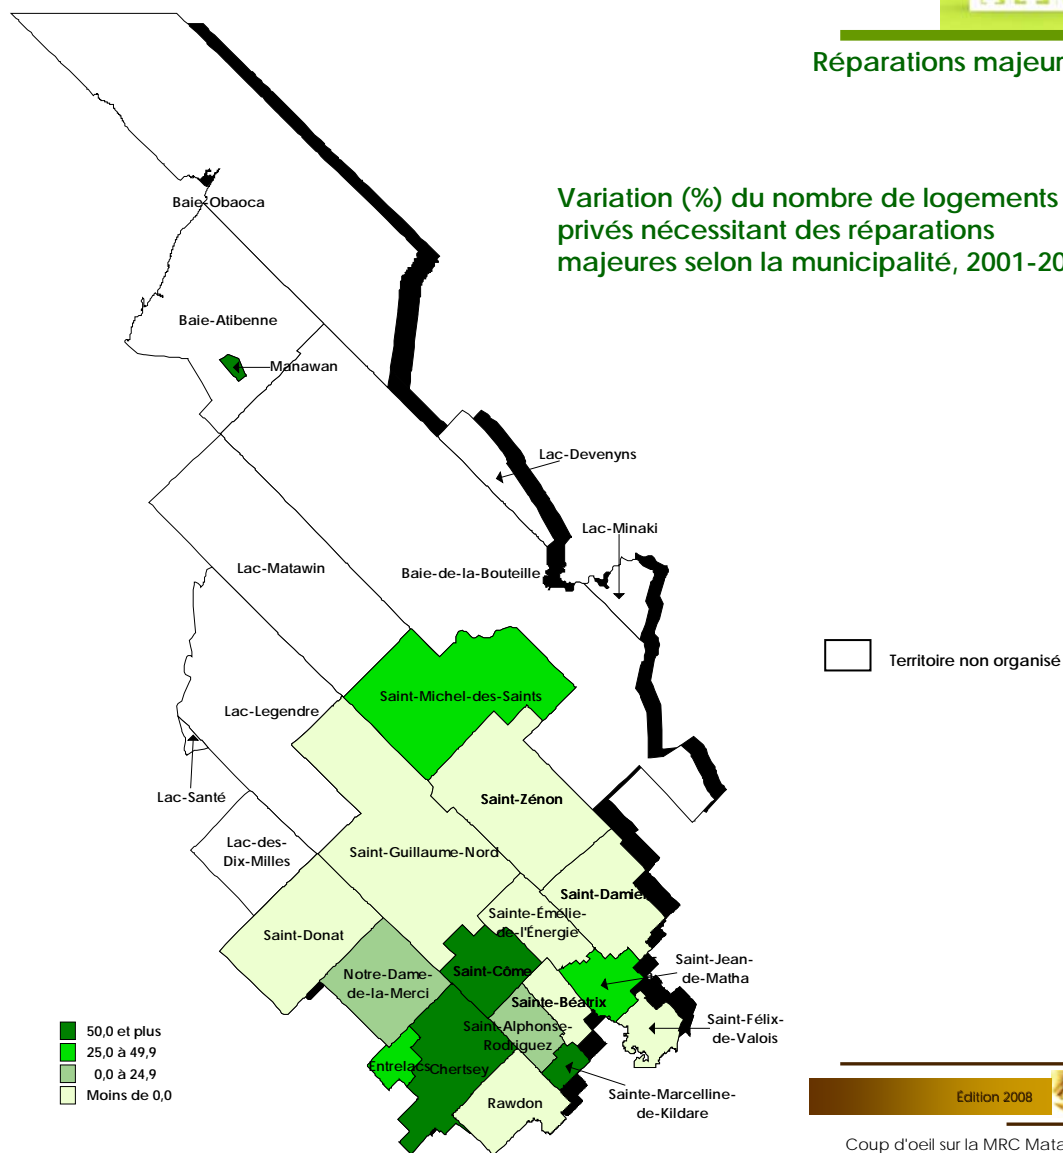 Réparations majeur
Variation (%) du nombre de logements
privés nécessitant des réparations
majeures selon la municipalité, 2001-20
Baie-Obaoca
Baie-Atibenne
Manawan
Lac-Devenyns
Lac-Minaki
Lac-Matawin
Baie-de-la-Bouteille
Territoire non organisé
Saint-Michel-des-Saints
Lac-Legendre
Lac-Santé
Saint-Zénon
Lac-des-
Dix-Milles
Saint-Guillaume-Nord
Saint-Damie
Sainte-Émélie-
de-l'Énergie
Saint-Donat
Saint-Jean-
de-Matha
Notre-Dame-
de-la-Merci
Saint-Côme
Sainte-Béatrix
Saint-Félix-
de-Valois
Saint-Alphonse-
Rodriguez
Entrelacs
Chertsey
Sainte-Marcelline-
de-Kildare
Rawdon
50,0 et plus
25,0 à 49,9
0,0 à 24,9
Moins de 0,0
Édition 2008
Coup d'oeil sur la MRC Mata